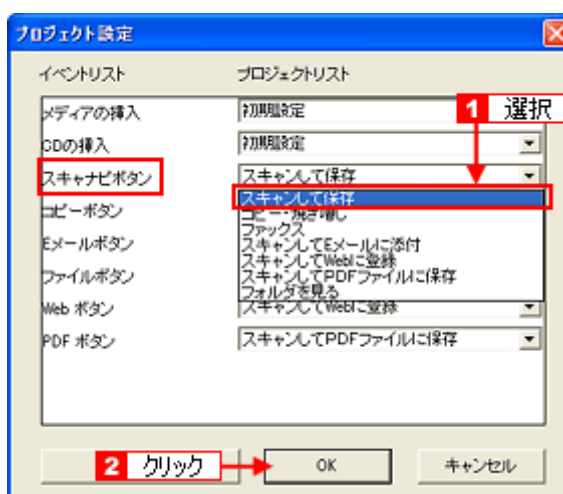 プロジェクト設定
イベントリスト プロジェクトリスト
メディアの挿入 初期設定
1 選択
CDの挿入 初期設定
スキャナビボタン スキャンして保存
スキャンして保存
コピーボタン コピー・焼き増し
ファックス
Eメールボタン スキャンしてEメールに添付
スキャンしてWebに登録
ファイルボタン スキャンしてPDFファイルに保存
フォルダを見る
Web ボタン スキャンしてWebに登録
PDF ボタン スキャンしてPDFファイルに保存
2 クリック OK キャンセル